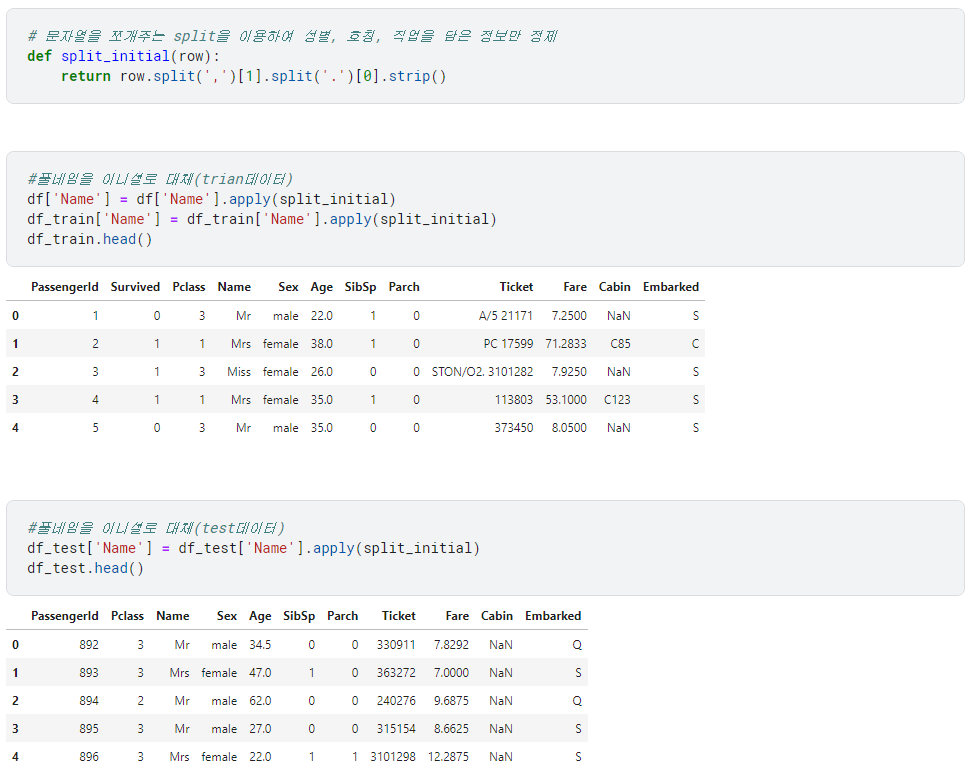 # 문자열을 쪼개주는 split을 이용하여 성별, 호칭, 직업을 담은 정보만 정제
def split_initial(row):
    return row.split(',')[1].split('.')[0].strip()
#풀네임을 이니셜로 대체(trian데이터)
df['Name'] = df['Name'].apply(split_initial)
df_train['Name'] = df_train['Name'].apply(split_initial)
df_train.head()
PassengerId Survived Pclass Name Sex Age SibSp Parch Ticket Fare Cabin Embarked
0 1 0 3 Mr male 22.0 1 0 A/5 21171 7.2500 NaN S
1 2 1 1 Mrs female 38.0 1 0 PC 17599 71.2833 C85 C
2 3 1 3 Miss female 26.0 0 0 STON/O2. 3101282 7.9250 NaN S
3 4 1 1 Mrs female 35.0 1 0 113803 53.1000 C123 S
4 5 0 3 Mr male 35.0 0 0 373450 8.0500 NaN S
#풀네임을 이니셜로 대체(test데이터)
df_test['Name'] = df_test['Name'].apply(split_initial)
df_test.head()
PassengerId Pclass Name Sex Age SibSp Parch Ticket Fare Cabin Embarked
0 892 3 Mr male 34.5 0 0 330911 7.8292 NaN Q
1 893 3 Mrs female 47.0 1 0 363272 7.0000 NaN S
2 894 2 Mr male 62.0 0 0 240276 9.6875 NaN Q
3 895 3 Mr male 27.0 0 0 315154 8.6625 NaN S
4 896 3 Mrs female 22.0 1 1 3101298 12.2875 NaN S